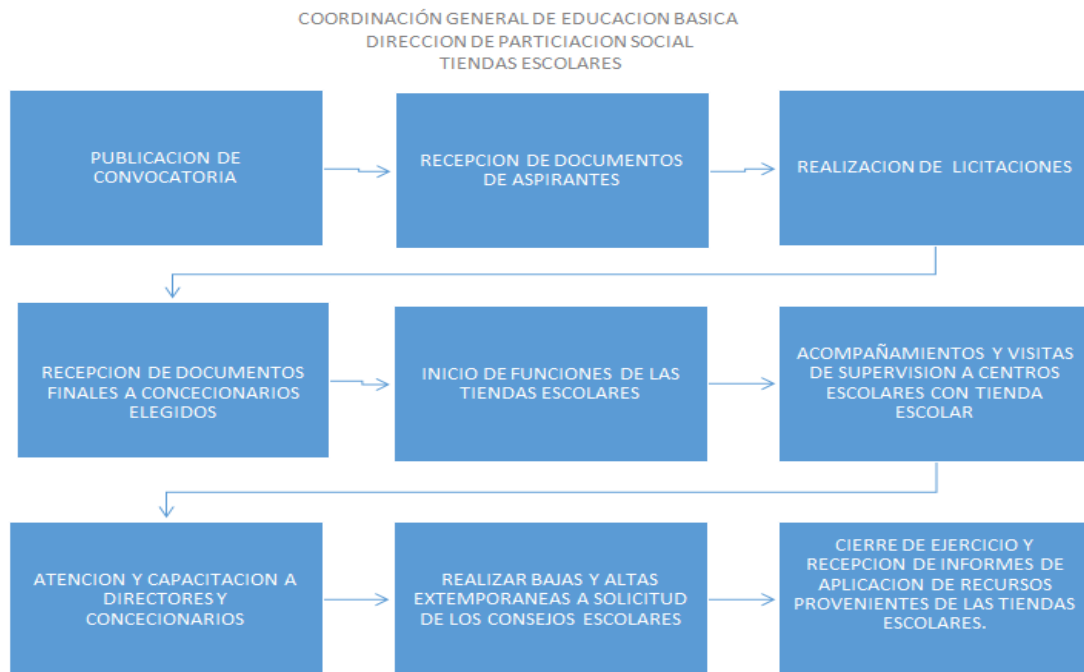 COORDINACIÓN GENERAL DE EDUCACION BASICA
DIRECCION DE PARTICIACION SOCIAL
TIENDAS ESCOLARES
PUBLICACION DE
CONVOCATORIA
RECEPCION DE DOCUMENTOS
DE ASPIRANTES
REALIZACION DE LICITACIONES
RECEPCION DE DOCUMENTOS
FINALES A CONCECIONARIOS
ELEGIDOS
INICIO DE FUNCIONES DE LAS
TIENDAS ESCOLARES
ACOMPAÑAMIENTOS Y VISITAS
DE SUPERVISION A CENTROS
ESCOLARES CON TIENDA
ESCOLAR
ATENCION Y CAPACITACION A
DIRECTORES Y
CONCECIONARIOS
REALIZAR BAJAS Y ALTAS
EXTEMPORANEAS A SOLICITUD
DE LOS CONSEJOS ESCOLARES
CIERRE DE EJERCICIO Y
RECEPCION DE INFORMES DE
APLICACION DE RECURSOS
PROVENIENTES DE LAS TIENDAS
ESCOLARES.